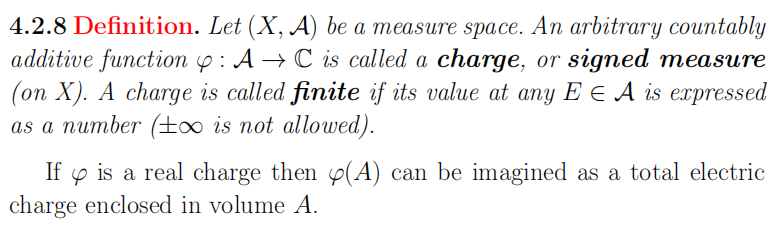 4.2.8 Definition. Let (X, 𝒜) be a measure space. An arbitrary countably
additive function φ : 𝒜 → ℂ is called a charge, or signed measure
(on X). A charge is called finite if its value at any E ∈ 𝒜 is expressed
as a number (±∞ is not allowed).
If φ is a real charge then φ(A) can be imagined as a total electric
charge enclosed in volume A.